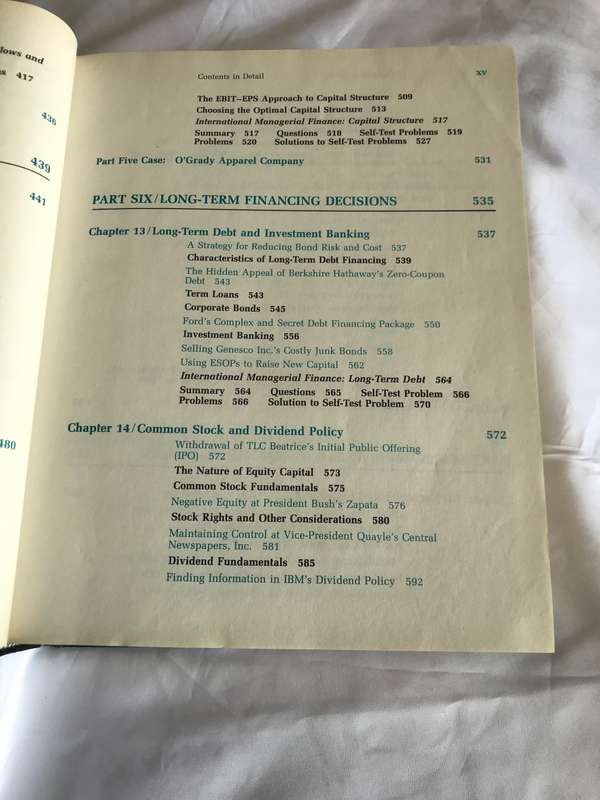 lows and
417
436
439
441
480
Contents in Detail xv
The EBIT–EPS Approach to Capital Structure 509
Choosing the Optimal Capital Structure 513
International Managerial Finance: Capital Structure 517
Summary 517 Questions 518 Self-Test Problems 519
Problems 520 Solutions to Self-Test Problems 527
Part Five Case: O'Grady Apparel Company 531
PART SIX/LONG-TERM FINANCING DECISIONS 535
Chapter 13/Long-Term Debt and Investment Banking 537
A Strategy for Reducing Bond Risk and Cost 537
Characteristics of Long-Term Debt Financing 539
The Hidden Appeal of Berkshire Hathaway's Zero-Coupon
Debt 543
Term Loans 543
Corporate Bonds 545
Ford's Complex and Secret Debt Financing Package 550
Investment Banking 556
Selling Genesco Inc.'s Costly Junk Bonds 558
Using ESOPs to Raise New Capital 562
International Managerial Finance: Long-Term Debt 564
Summary 564 Questions 565 Self-Test Problem 566
Problems 566 Solution to Self-Test Problem 570
Chapter 14/Common Stock and Dividend Policy 572
Withdrawal of TLC Beatrice's Initial Public Offering
(IPO) 572
The Nature of Equity Capital 573
Common Stock Fundamentals 575
Negative Equity at President Bush's Zapata 576
Stock Rights and Other Considerations 580
Maintaining Control at Vice-President Quayle's Central
Newspapers, Inc. 581
Dividend Fundamentals 585
Finding Information in IBM's Dividend Policy 592